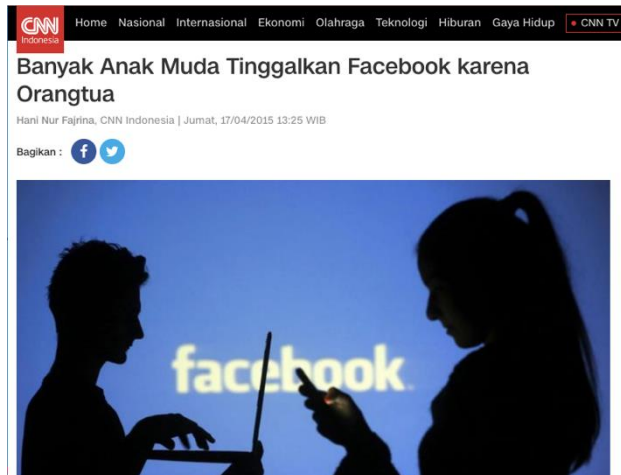 CNN
Indonesia
Home Nasional Internasional Ekonomi Olahraga Teknologi Hiburan Gaya Hidup • CNN TV
Banyak Anak Muda Tinggalkan Facebook karena
Orangtua
Hani Nur Fajrina, CNN Indonesia | Jumat, 17/04/2015 13:25 WIB
Bagikan :
facebook